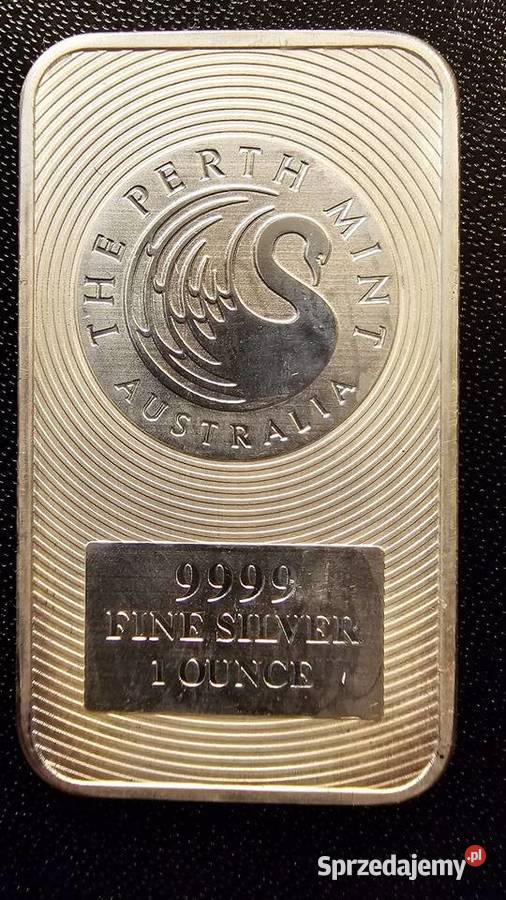 THE PERTH MINT
AUSTRALIA
9999
FINE SILVER
1 OUNCE
Sprzedajemy.pl